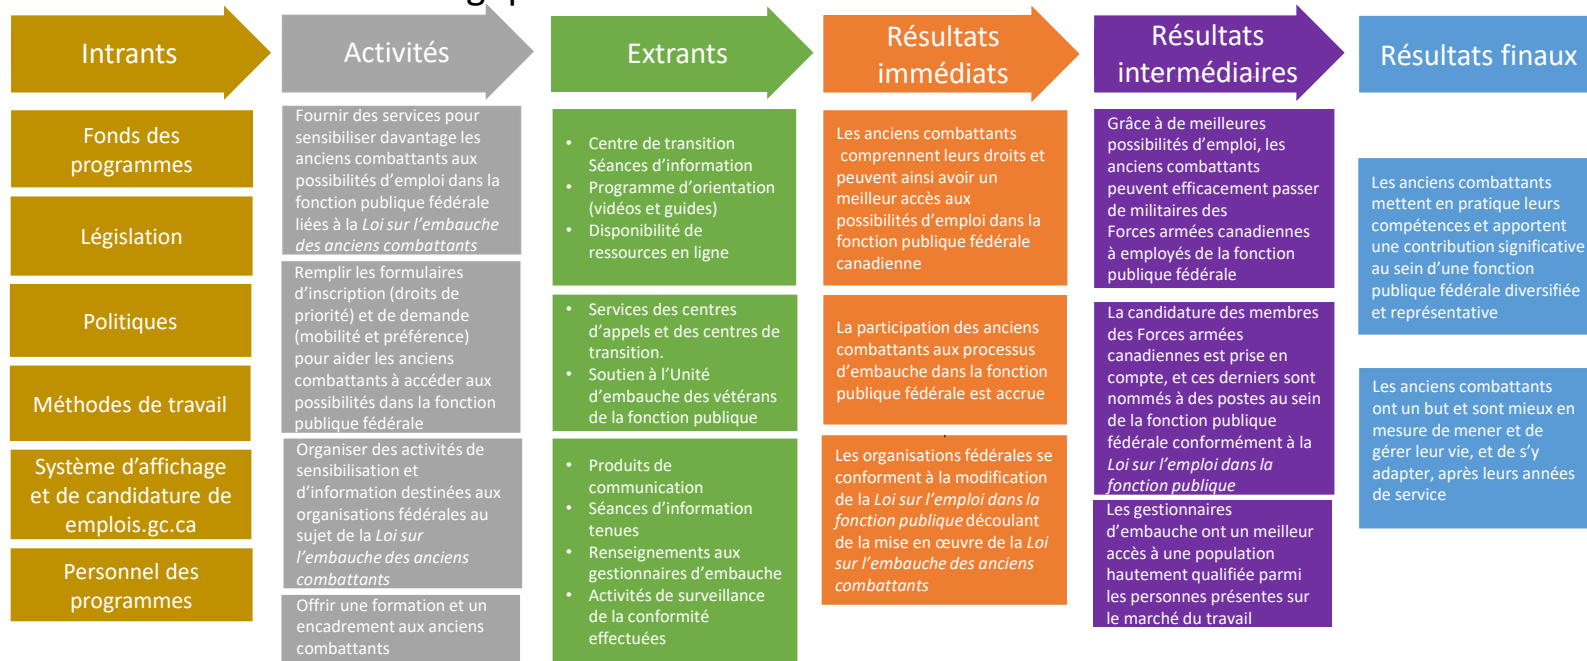 Intrants
Fonds des
programmes
Législation
Politiques
Méthodes de travail
Système d’affichage
et de candidature de
emplois.gc.ca
Personnel des
programmes
Activités
Fournir des services pour
sensibiliser davantage les
anciens combattants aux
possibilités d’emploi dans la
fonction publique fédérale
liées à la Loi sur l’embauche
des anciens combattants
Remplir les formulaires
d’inscription (droits de
priorité) et de demande
(mobilité et préférence)
pour aider les anciens
combattants à accéder aux
possibilités dans la fonction
publique fédérale
Organiser des activités de
sensibilisation et
d’information destinées aux
organisations fédérales au
sujet de la Loi sur
l’embauche des anciens
combattants
Offrir une formation et un
encadrement aux anciens
combattants
Extrants
• Centre de transition
Séances d’information
• Programme d’orientation
(vidéos et guides)
• Disponibilité de
ressources en ligne
• Services des centres
d’appels et des centres de
transition.
• Soutien à l’Unité
d’embauche des vétérans
de la fonction publique
• Produits de
communication
• Séances d’information
tenues
• Renseignements aux
gestionnaires d’embauche
• Activités de surveillance
de la conformité
effectuées
Résultats
immédiats
Les anciens combattants
comprennent leurs droits et
peuvent ainsi avoir un
meilleur accès aux
possibilités d’emploi dans la
fonction publique fédérale
canadienne
La participation des anciens
combattants aux processus
d’embauche dans la fonction
publique fédérale est accrue
Les organisations fédérales se
conforment à la modification
de la Loi sur l’emploi dans la
fonction publique découlant
de la mise en œuvre de la Loi
sur l’embauche des anciens
combattants
Résultats
intermédiaires
Grâce à de meilleures
possibilités d’emploi, les
anciens combattants
peuvent efficacement passer
de militaires des
Forces armées canadiennes
à employés de la fonction
publique fédérale
La candidature des membres
des Forces armées
canadiennes est prise en
compte, et ces derniers sont
nommés à des postes au sein
de la fonction publique
fédérale conformément à la
Loi sur l’emploi dans la
fonction publique
Les gestionnaires
d’embauche ont un meilleur
accès à une population
hautement qualifiée parmi
les personnes présentes sur
le marché du travail
Résultats finaux
Les anciens combattants
mettent en pratique leurs
compétences et apportent
une contribution significative
au sein d’une fonction
publique fédérale diversifiée
et représentative
Les anciens combattants
ont un but et sont mieux en
mesure de mener et de
gérer leur vie, et de s’y
adapter, après leurs années
de service